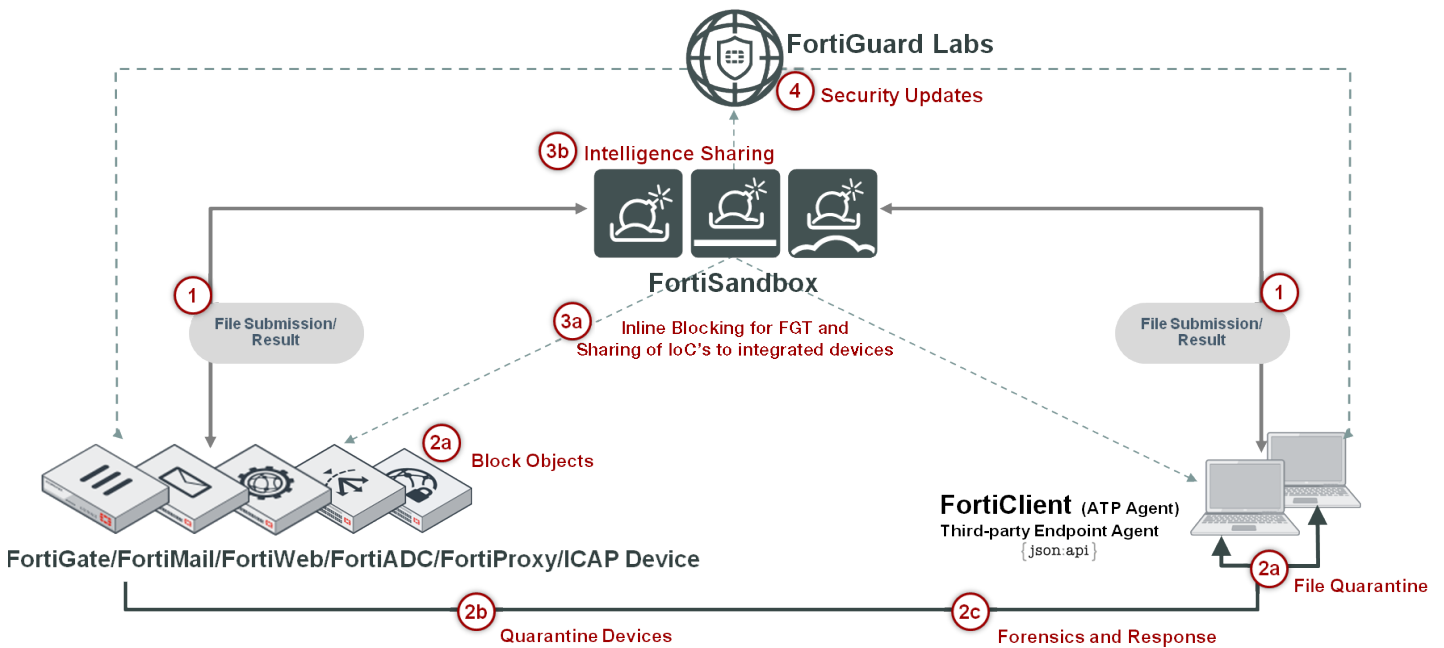 FortiGuard Labs
4
Security Updates
3b
Intelligence Sharing
FortiSandbox
1
File Submission/
Result
1
File Submission/
Result
3a
Inline Blocking for FGT and
Sharing of IoC's to integrated devices
2a
Block Objects
FortiGate/FortiMail/FortiWeb/FortiADC/FortiProxy/ICAP Device
FortiClient (ATP Agent)
Third-party Endpoint Agent
{json:api}
2a
File Quarantine
2b
Quarantine Devices
2c
Forensics and Response